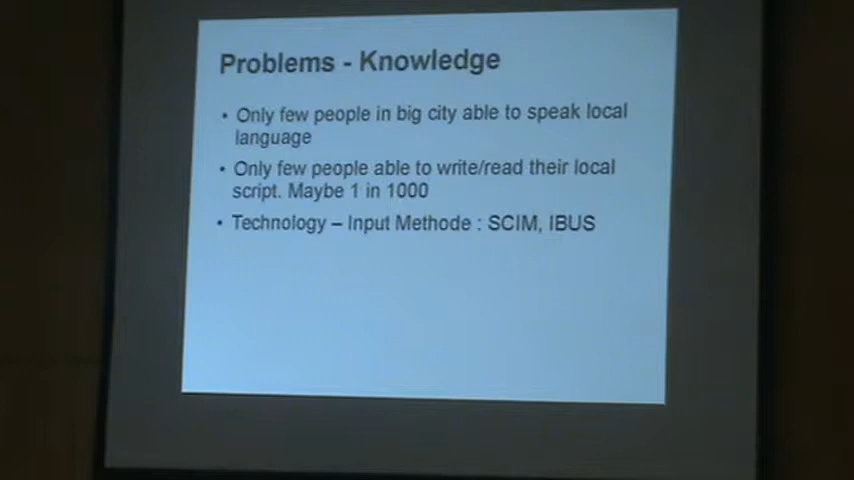 Problems - Knowledge
• Only few people in big city able to speak local
language
• Only few people able to write/read their local
script. Maybe 1 in 1000
• Technology – Input Methode : SCIM, IBUS